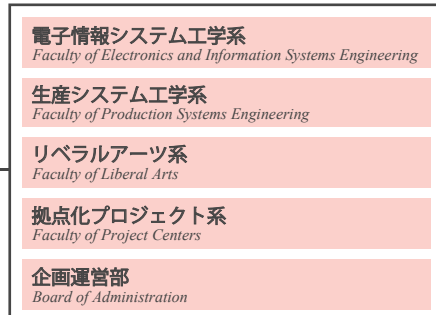 電子情報システム工学系
Faculty of Electronics and Information Systems Engineering
生産システム工学系
Faculty of Production Systems Engineering
リベラルアーツ系
Faculty of Liberal Arts
拠点化プロジェクト系
Faculty of Project Centers
企画運営部
Board of Administration